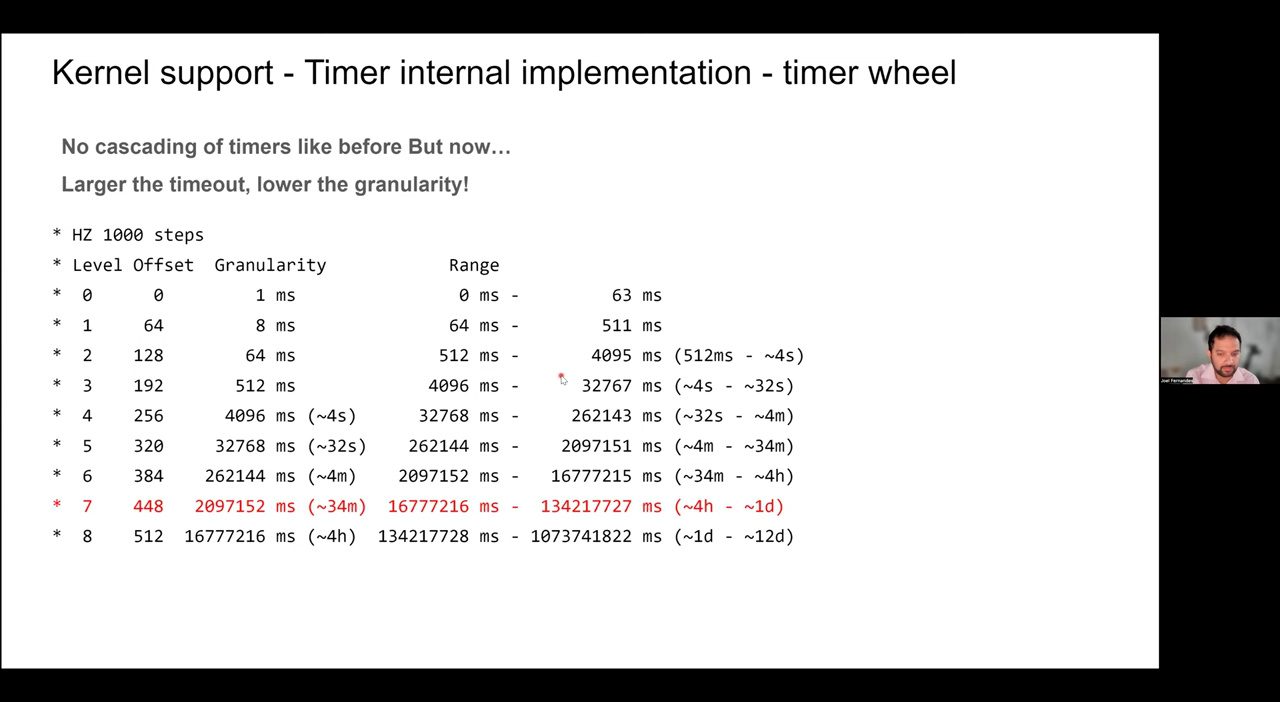 Kernel support - Timer internal implementation - timer wheel
No cascading of timers like before But now…
Larger the timeout, lower the granularity!
* HZ 1000 steps
* Level Offset  Granularity            Range
*  0      0         1 ms                0 ms -         63 ms
*  1     64         8 ms               64 ms -        511 ms
*  2    128        64 ms              512 ms -       4095 ms (512ms - ~4s)
*  3    192       512 ms             4096 ms -      32767 ms (~4s - ~32s)
*  4    256      4096 ms (~4s)      32768 ms -     262143 ms (~32s - ~4m)
*  5    320     32768 ms (~32s)    262144 ms -    2097151 ms (~4m - ~34m)
*  6    384    262144 ms (~4m)    2097152 ms -   16777215 ms (~34m - ~4h)
*  7    448   2097152 ms (~34m)  16777216 ms -  134217727 ms (~4h - ~1d)
*  8    512  16777216 ms (~4h)  134217728 ms - 1073741822 ms (~1d - ~12d)
Joel Fernandes